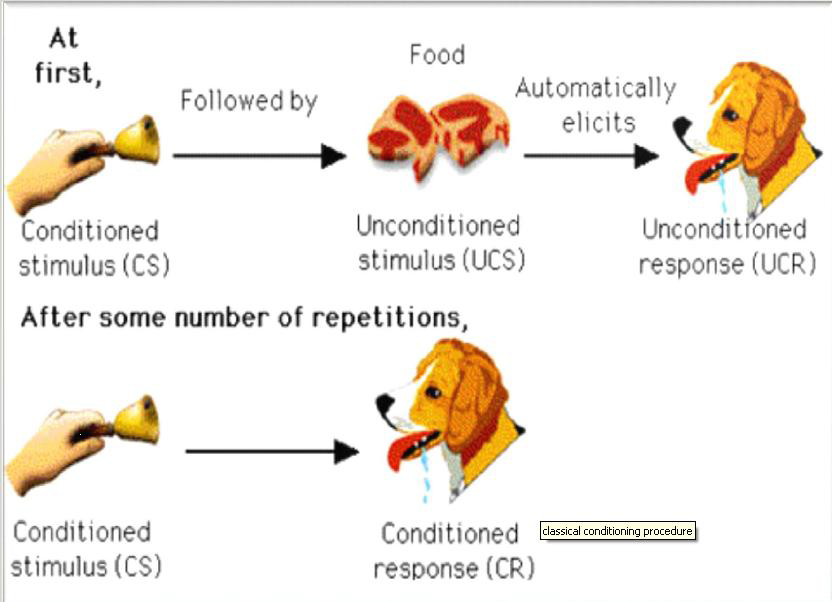 At
first,
Followed by
Food
Automatically
elicits
Conditioned
stimulus (CS)
Unconditioned
stimulus (UCS)
Unconditioned
response (UCR)
After some number of repetitions,
Conditioned
stimulus (CS)
Conditioned
response (CR)
classical conditioning procedure